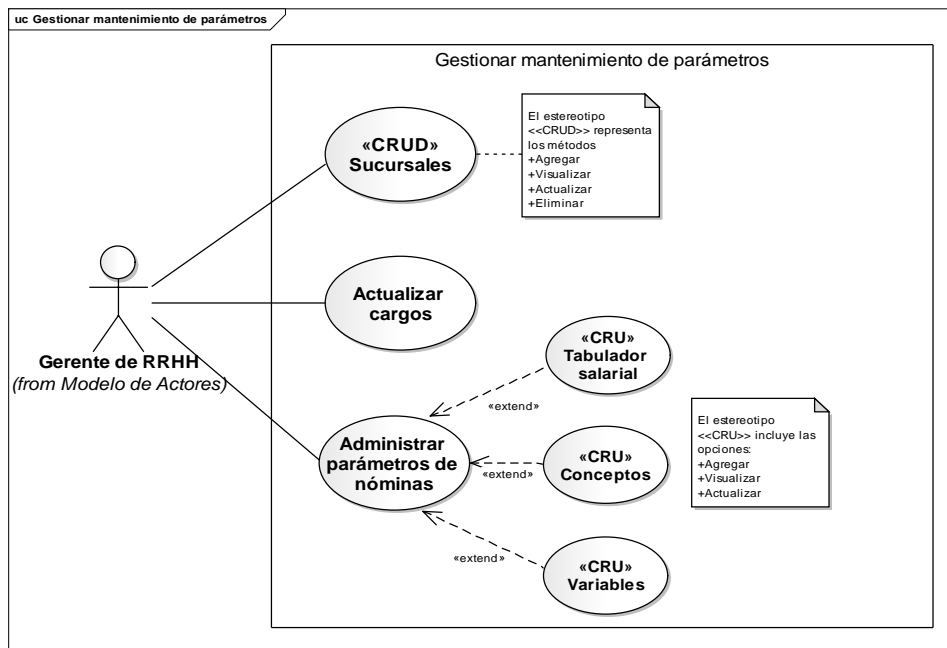 uc Gestionar mantenimiento de parámetros
Gestionar mantenimiento de parámetros
«CRUD»
Sucursales
El estereotipo
<<CRUD>> representa
los métodos
+Agregar
+Visualizar
+Actualizar
+Eliminar
Actualizar
cargos
Gerente de RRHH
(from Modelo de Actores)
«CRU»
Tabulador
salarial
«extend»
Administrar
parámetros de
nóminas
«CRU»
Conceptos
«extend»
El estereotipo
<<CRU>> incluye las
opciones:
+Agregar
+Visualizar
+Actualizar
«extend»
«CRU»
Variables